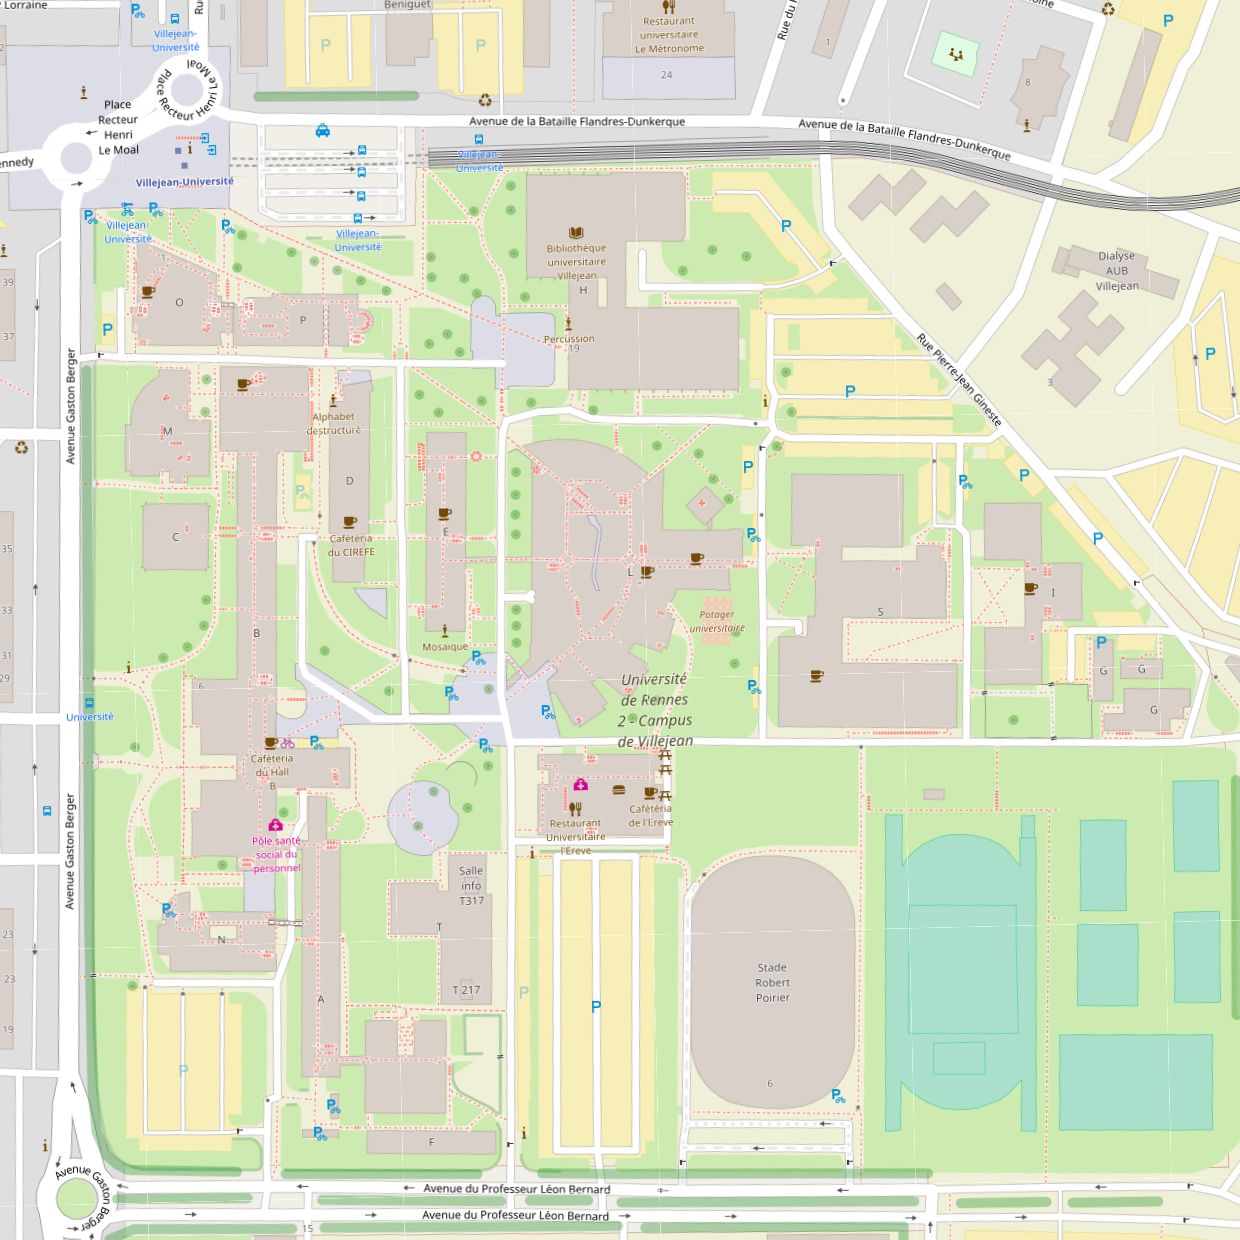 Lorraine
Beniguet
Restaurant
universitaire
Le Métronome
24
Rue du
1
8
Villejean-
Université
Place Recteur Henri Le Moal
Place
Recteur
Henri
Le Moal
Kennedy
Villejean-Université
Avenue de la Bataille Flandres-Dunkerque
Avenue de la Bataille Flandres-Dunkerque
Villejean-
Université
Villejean-
Université
Villejean-
Université
Bibliothèque
universitaire
Villejean
H
Dialyse
AUB
Villejean
39
37
1
O
P
Percussion
19
3
Rue Pierre-Jean Gineste
Avenue Gaston Berger
M
Alphabet
destructuré
D
C
E
Cafétéria
du CIREFE
L
S
I
35
33
31
29
B
6
Mosaïque
Potager
universitaire
G
G
G
Université
de Rennes
2 - Campus
de Villejean
Université
Cafétéria
du Hall
B
Avenue Gaston Berger
Pôle santé
social du
personnel
Restaurant
Universitaire
l'Ereve
Cafétéria
de l'Ereve
Salle
info
T317
T
T 217
N
A
23
23
19
Stade
Robert
Poirier
6
F
Avenue Gaston Berger
Avenue du Professeur Léon Bernard
Avenue du Professeur Léon Bernard
15